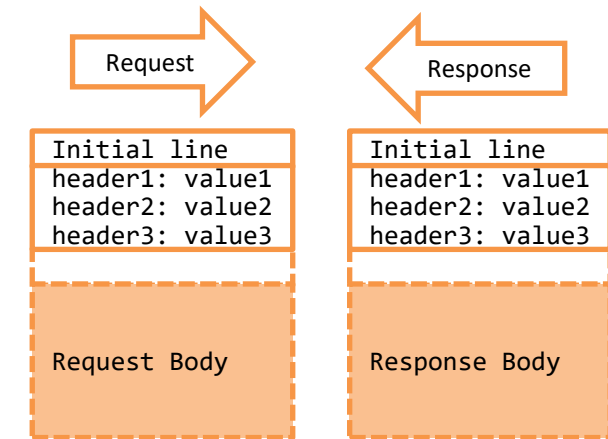 Request
Response
Initial line
header1: value1
header2: value2
header3: value3
Request Body
Initial line
header1: value1
header2: value2
header3: value3
Response Body